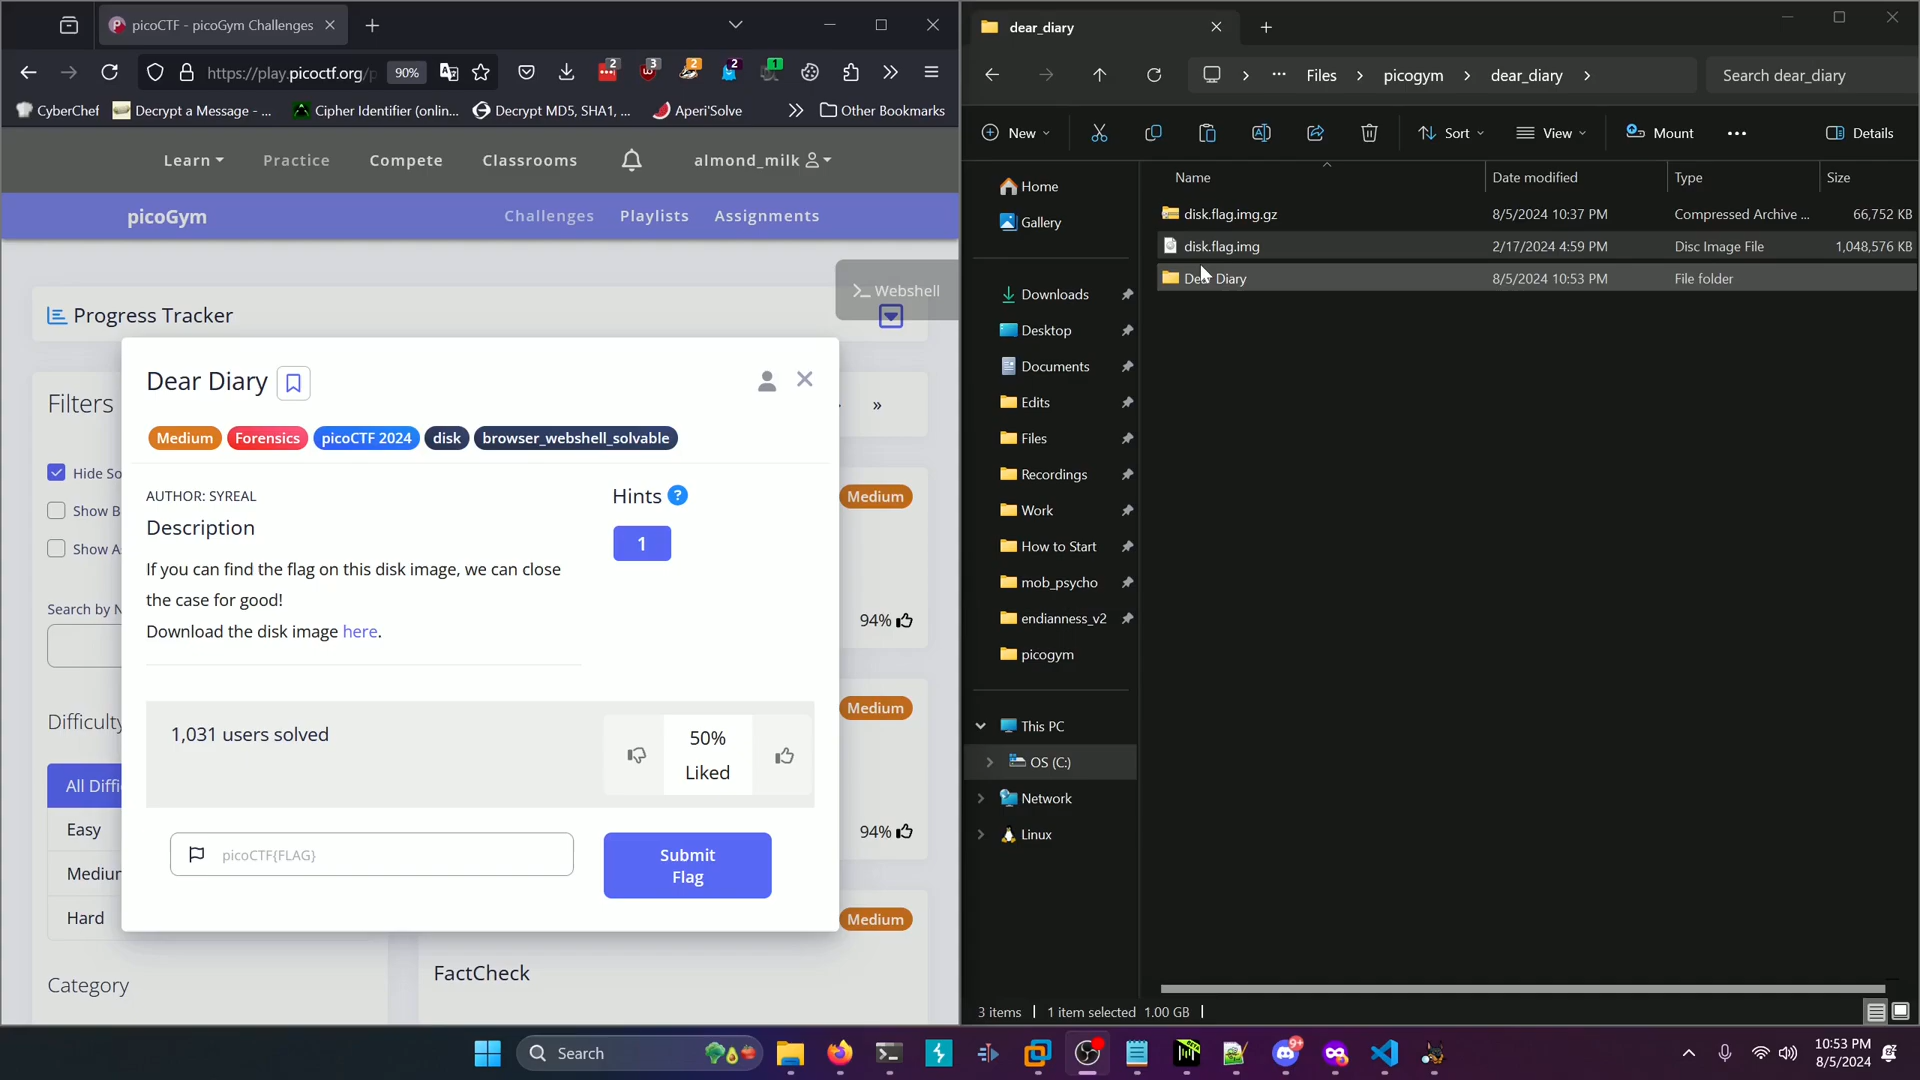 picoCTF - picoGym Challenges
https://play.picoctf.org/p
90%
2
3
2
2
1
CyberChef
Decrypt a Message - ...
Cipher Identifier (onlin...
Decrypt MD5, SHA1, ...
Aperi'Solve
Other Bookmarks
Learn
Practice
Compete
Classrooms
almond_milk
picoGym
Challenges
Playlists
Assignments
Webshell
Progress Tracker
Filters
»
Hide So
Show B
Show A
Search by N
Difficulty
All Diffi
Easy
Medium
Hard
Category
Medium
94%
Medium
94%
Medium
FactCheck
Dear Diary
Medium
Forensics
picoCTF 2024
disk
browser_webshell_solvable
AUTHOR: SYREAL
Description
If you can find the flag on this disk image, we can close
the case for good!
Download the disk image here.
Hints ?
1
1,031 users solved
50%
Liked
picoCTF{FLAG}
Submit
Flag
dear_diary
Files
picogym
dear_diary
Search dear_diary
New
Sort
View
Mount
Details
Name
Date modified
Type
Size
disk.flag.img.gz
8/5/2024 10:37 PM
Compressed Archive ...
66,752 KB
disk.flag.img
2/17/2024 4:59 PM
Disc Image File
1,048,576 KB
Dear Diary
8/5/2024 10:53 PM
File folder
Home
Gallery
Downloads
Desktop
Documents
Edits
Files
Recordings
Work
How to Start
mob_psycho
endianness_v2
picogym
This PC
OS (C:)
Network
Linux
3 items
1 item selected 1.00 GB
Search
9+
10:53 PM
8/5/2024